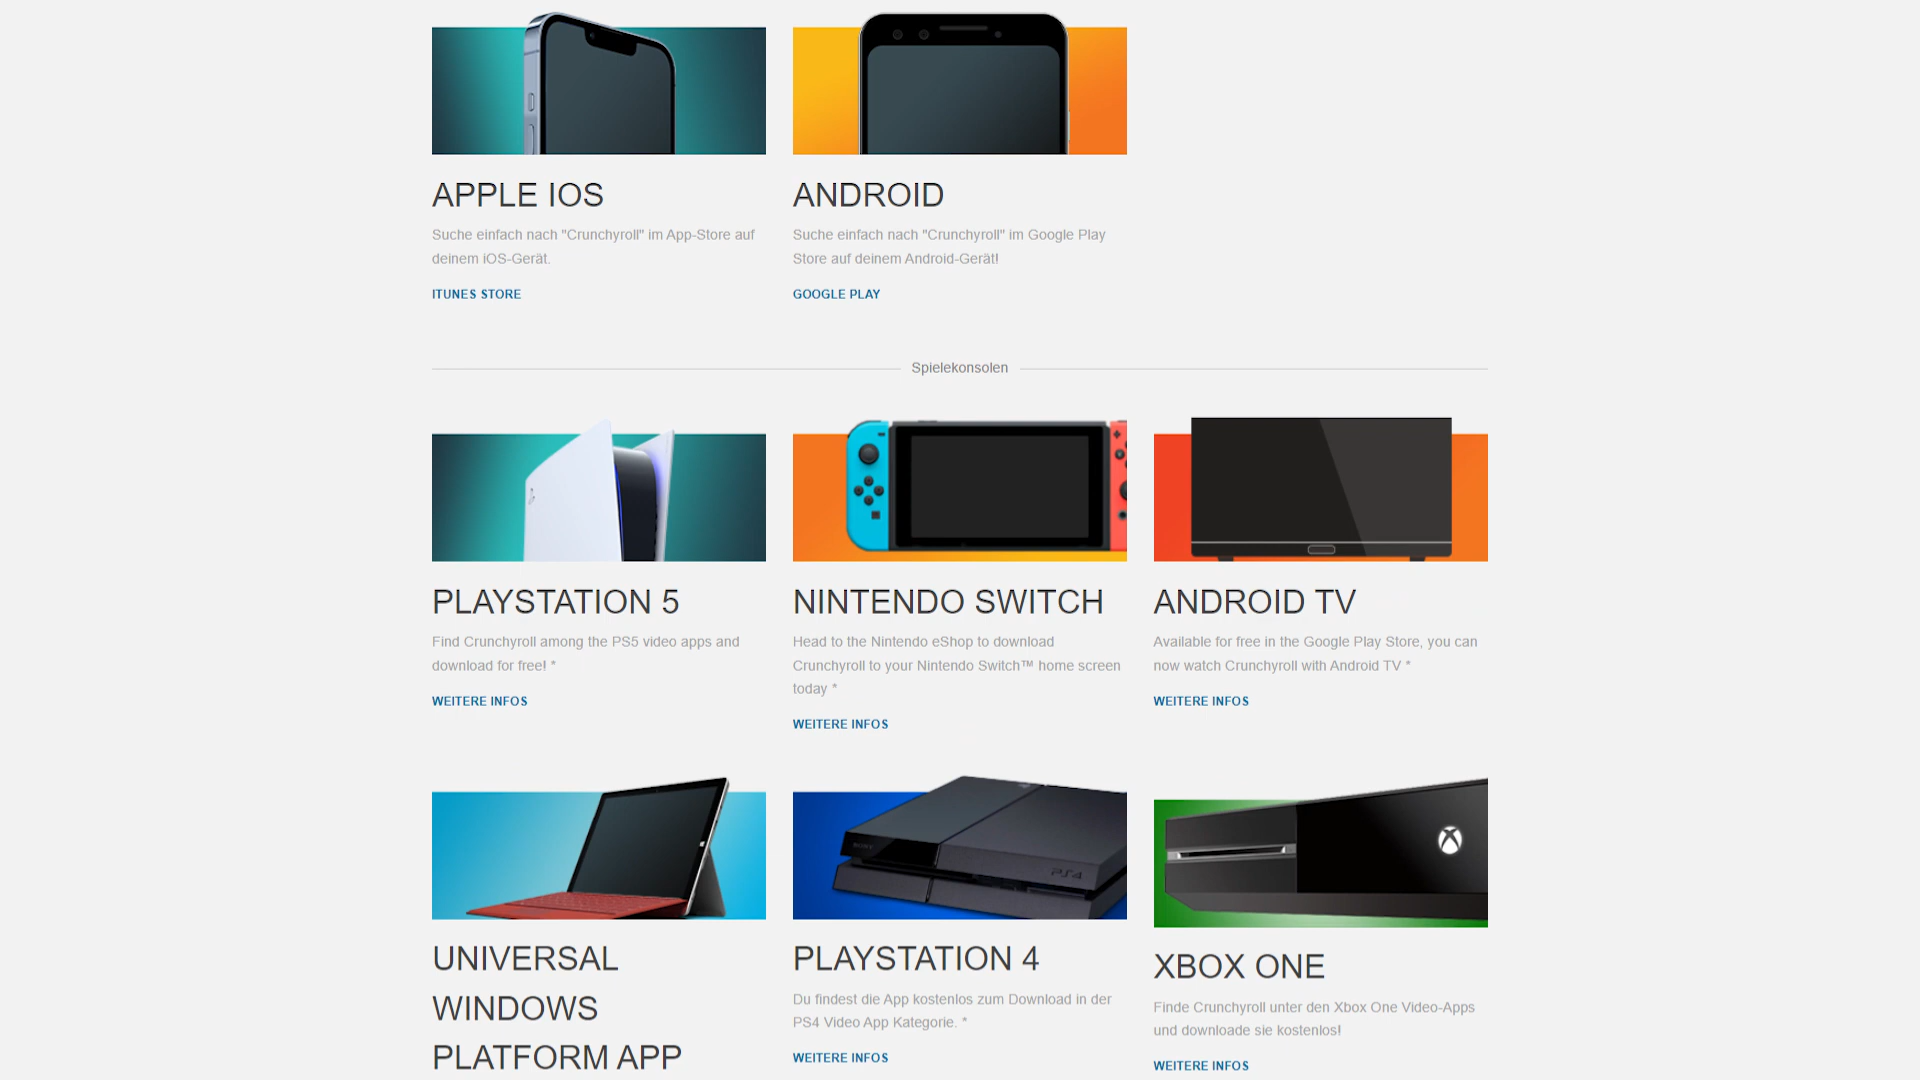 APPLE IOS
Suche einfach nach "Crunchyroll" im App-Store auf
deinem iOS-Gerät.
ITUNES STORE
ANDROID
Suche einfach nach "Crunchyroll" im Google Play
Store auf deinem Android-Gerät!
GOOGLE PLAY
Spielekonsolen
PLAYSTATION 5
Find Crunchyroll among the PS5 video apps and
download for free! *
WEITERE INFOS
NINTENDO SWITCH
Head to the Nintendo eShop to download
Crunchyroll to your Nintendo Switch™ home screen
today *
WEITERE INFOS
ANDROID TV
Available for free in the Google Play Store, you can
now watch Crunchyroll with Android TV *
WEITERE INFOS
UNIVERSAL
WINDOWS
PLATFORM APP
SONY
PS4
PLAYSTATION 4
Du findest die App kostenlos zum Download in der
PS4 Video App Kategorie. *
WEITERE INFOS
XBOX ONE
Finde Crunchyroll unter den Xbox One Video-Apps
und downloade sie kostenlos!
WEITERE INFOS